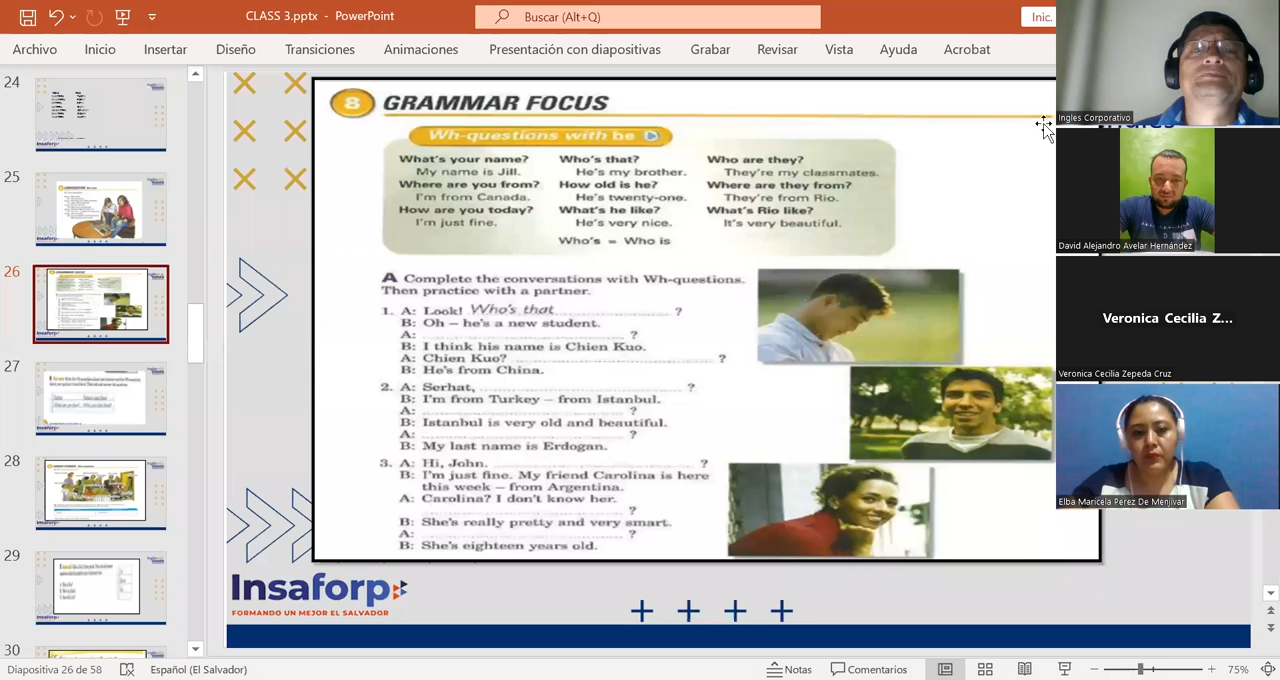 CLASS 3.pptx - PowerPoint
Buscar (Alt+Q)
Inic.
Archivo Inicio Insertar Diseño Transiciones Animaciones Presentación con diapositivas Grabar Revisar Vista Ayuda Acrobat
24
25
26
27
28
29
30
8 GRAMMAR FOCUS
Wh-questions with be
What's your name? Who's that? Who are they?
My name is Jill. He's my brother. They're my classmates.
Where are you from? How old is he? Where are they from?
I'm from Canada. He's twenty-one. They're from Rio.
How are you today? What's he like? What's Rio like?
I'm just fine. He's very nice. It's very beautiful.
Who's = Who is
A Complete the conversations with Wh-questions.
Then practice with a partner.
1. A: Look! Who's that ?
B: Oh – he's a new student.
A: ?
B: I think his name is Chien Kuo.
A: Chien Kuo? ?
B: He's from China.
2. A: Serhat, ?
B: I'm from Turkey – from Istanbul.
A: ?
B: Istanbul is very old and beautiful.
A: ?
B: My last name is Erdogan.
3. A: Hi, John. ?
B: I'm just fine. My friend Carolina is here
this week – from Argentina.
A: Carolina? I don't know her.
?
B: She's really pretty and very smart.
A: ?
B: She's eighteen years old.
Insaforp
FORMANDO UN MEJOR EL SALVADOR
Ingles Corporativo
David Alejandro Avelar Hernández
Veronica Cecilia Z...
Veronica Cecilia Zepeda Cruz
Elba Maricela Perez De Menjivar
Diapositiva 26 de 58 Español (El Salvador) Notas Comentarios 75%